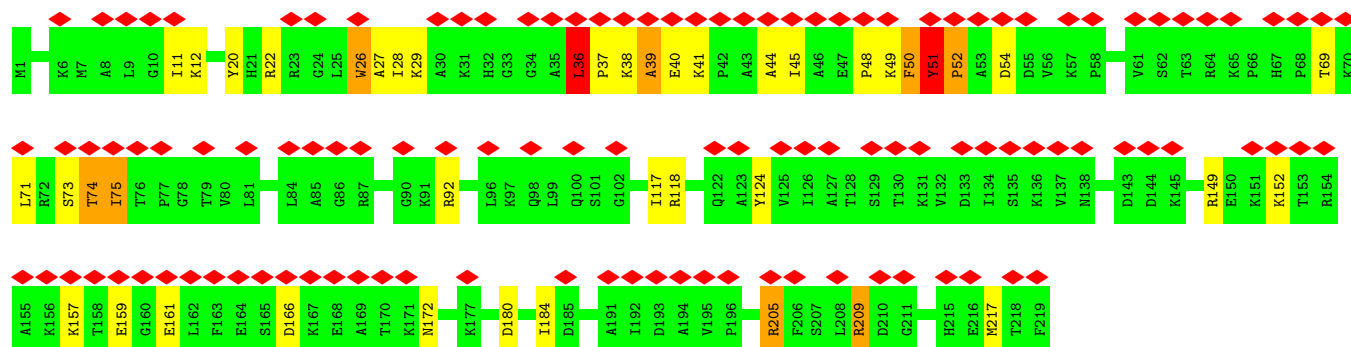 M1 K6 M7 A8 L9 G10 I11 K12 Y20 H21 R22 R23 G24 L25 W26 A27 I28 K29 A30 K31 H32 G33 G34 A35 L36 P37 K38 A39 E40 K41 P42 A43 A44 I45 A46 E47 P48 K49 F50 Y51 P52 A53 D54 D55 V56 K57 P58 V61 S62 T63 R64 K65 P66 H67 P68 T69 K70
L71 R72 S73 T74 I75 T76 P77 G78 T79 V80 L81 L84 A85 G86 R87 G90 K91 R92 L96 K97 Q98 L99 Q100 S101 G102 I117 R118 Q122 A123 Y124 V125 I126 A127 T128 S129 T130 K131 V132 D133 I134 S135 K136 V137 N138 D143 D144 K145 R149 E150 K151 K152 T153 R154
A155 K156 K157 T158 E159 G160 E161 L162 F163 E164 S165 D166 K167 E168 A169 T170 K171 N172 K177 D180 I184 D185 A191 I192 D193 A194 V195 P196 R205 F206 S207 L208 R209 D210 G211 H215 E216 M217 T218 F219